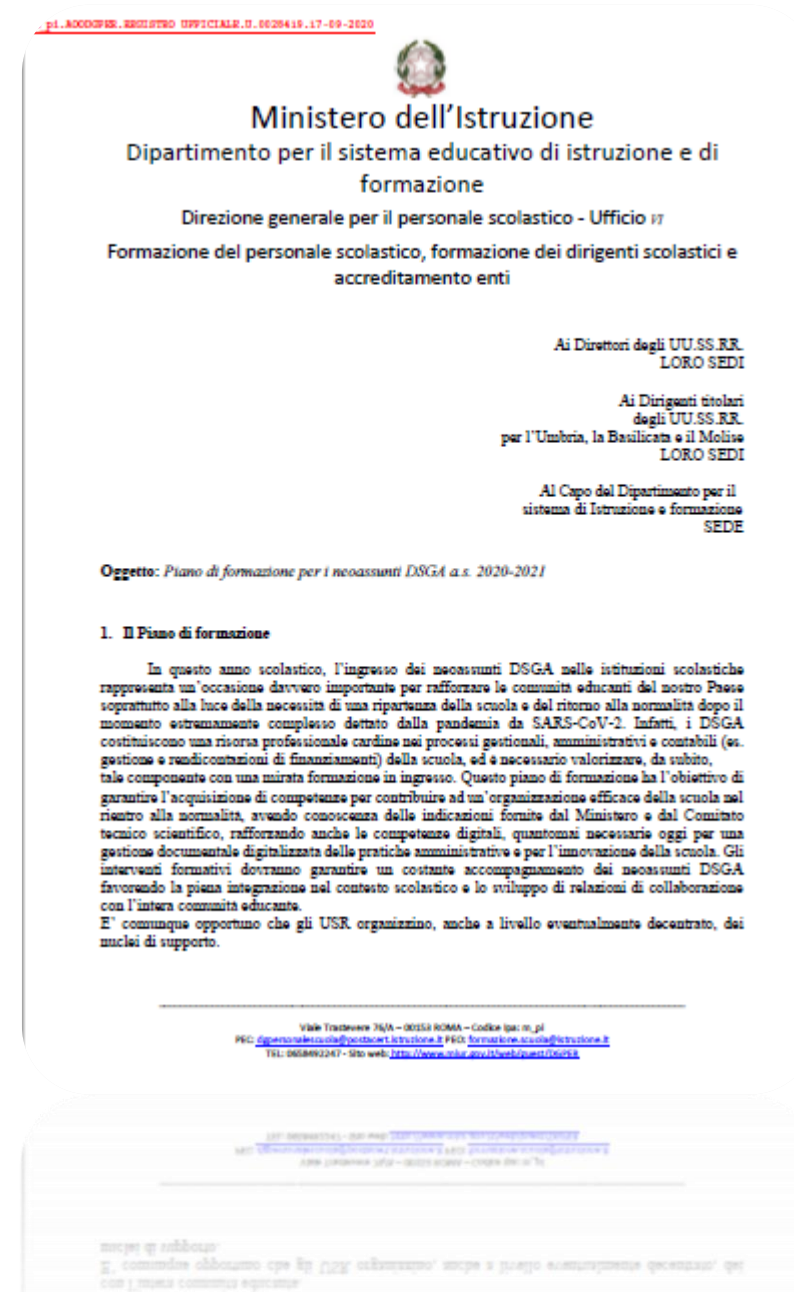 _pi.AOODGPER.REGISTRO UFFICIALE.U.0028419.17-09-2020
Ministero dell'Istruzione
Dipartimento per il sistema educativo di istruzione e di
formazione
Direzione generale per il personale scolastico - Ufficio VI
Formazione del personale scolastico, formazione dei dirigenti scolastici e
accreditamento enti
Ai Direttori degli UU.SS.RR.
LORO SEDI
Ai Dirigenti titolari
degli UU.SS.RR.
per l'Umbria, la Basilicata e il Molise
LORO SEDI
Al Capo del Dipartimento per il
sistema di Istruzione e formazione
SEDE
Oggetto: Piano di formazione per i neoassunti DSGA a.s. 2020-2021
1. Il Piano di formazione
In questo anno scolastico, l'ingresso dei neoassunti DSGA nelle istituzioni scolastiche
rappresenta un'occasione davvero importante per rafforzare le comunità educanti del nostro Paese
soprattutto alla luce della necessità di una ripartenza della scuola e del ritorno alla normalità dopo il
momento estremamente complesso dettato dalla pandemia da SARS-CoV-2. Infatti, i DSGA
costituiscono una risorsa professionale cardine nei processi gestionali, amministrativi e contabili (es.
gestione e rendicontazioni di finanziamenti) della scuola, ed è necessario valorizzare, da subito,
tale componente con una mirata formazione in ingresso. Questo piano di formazione ha l'obiettivo di
garantire l'acquisizione di competenze per contribuire ad un'organizzazione efficace della scuola nel
rientro alla normalità, avendo conoscenza delle indicazioni fornite dal Ministero e dal Comitato
tecnico scientifico, rafforzando anche le competenze digitali, quantomai necessarie oggi per una
gestione documentale digitalizzata delle pratiche amministrative e per l'innovazione della scuola. Gli
interventi formativi dovranno garantire un costante accompagnamento dei neoassunti DSGA
favorendo la piena integrazione nel contesto scolastico e lo sviluppo di relazioni di collaborazione
con l'intera comunità educante.
E' comunque opportuno che gli USR organizzino, anche a livello eventualmente decentrato, dei
nuclei di supporto.
Viale Trastevere 76/A – 00153 ROMA – Codice Ipa: m_pi
PEC: dgpersonalescuola@postacert.istruzione.it PEO: formazione.scuola@istruzione.it
TEL: 0658492247 - Sito web: http://www.miur.gov.it/web/guest/DGPER